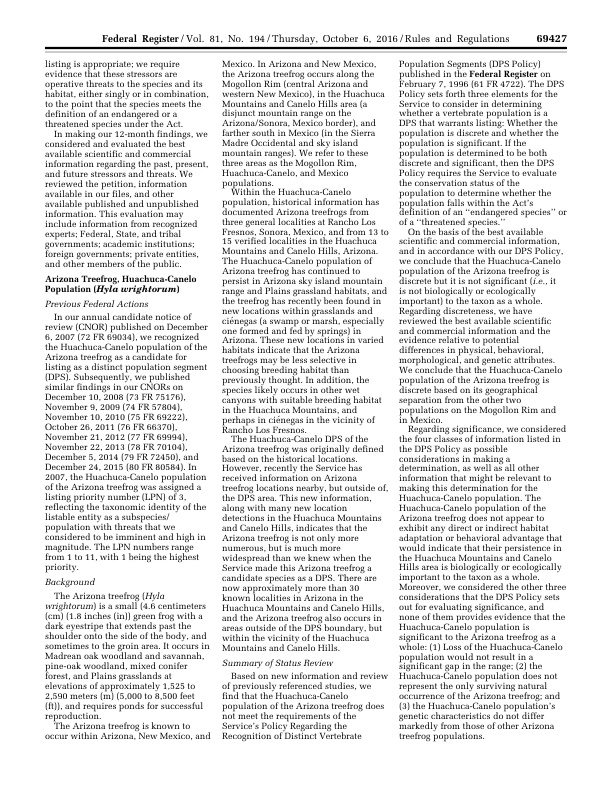 Federal Register / Vol. 81, No. 194 / Thursday, October 6, 2016 / Rules and Regulations 69427
listing is appropriate; we require
evidence that these stressors are
operative threats to the species and its
habitat, either singly or in combination,
to the point that the species meets the
definition of an endangered or a
threatened species under the Act.
In making our 12-month findings, we
considered and evaluated the best
available scientific and commercial
information regarding the past, present,
and future stressors and threats. We
reviewed the petition, information
available in our files, and other
available published and unpublished
information. This evaluation may
include information from recognized
experts; Federal, State, and tribal
governments; academic institutions;
foreign governments; private entities,
and other members of the public.
Arizona Treefrog, Huachuca-Canelo
Population (Hyla wrightorum)
Previous Federal Actions
In our annual candidate notice of
review (CNOR) published on December
6, 2007 (72 FR 69034), we recognized
the Huachuca-Canelo population of the
Arizona treefrog as a candidate for
listing as a distinct population segment
(DPS). Subsequently, we published
similar findings in our CNORs on
December 10, 2008 (73 FR 75176),
November 9, 2009 (74 FR 57804),
November 10, 2010 (75 FR 69222),
October 26, 2011 (76 FR 66370),
November 21, 2012 (77 FR 69994),
November 22, 2013 (78 FR 70104),
December 5, 2014 (79 FR 72450), and
December 24, 2015 (80 FR 80584). In
2007, the Huachuca-Canelo population
of the Arizona treefrog was assigned a
listing priority number (LPN) of 3,
reflecting the taxonomic identity of the
listable entity as a subspecies/
population with threats that we
considered to be imminent and high in
magnitude. The LPN numbers range
from 1 to 11, with 1 being the highest
priority.
Background
The Arizona treefrog (Hyla
wrightorum) is a small (4.6 centimeters
(cm) (1.8 inches (in)) green frog with a
dark eyestripe that extends past the
shoulder onto the side of the body, and
sometimes to the groin area. It occurs in
Madrean oak woodland and savannah,
pine-oak woodland, mixed conifer
forest, and Plains grasslands at
elevations of approximately 1,525 to
2,590 meters (m) (5,000 to 8,500 feet
(ft)), and requires ponds for successful
reproduction.
The Arizona treefrog is known to
occur within Arizona, New Mexico, and
Mexico. In Arizona and New Mexico,
the Arizona treefrog occurs along the
Mogollon Rim (central Arizona and
western New Mexico), in the Huachuca
Mountains and Canelo Hills area (a
disjunct mountain range on the
Arizona/Sonora, Mexico border), and
farther south in Mexico (in the Sierra
Madre Occidental and sky island
mountain ranges). We refer to these
three areas as the Mogollon Rim,
Huachuca-Canelo, and Mexico
populations.
Within the Huachuca-Canelo
population, historical information has
documented Arizona treefrogs from
three general localities at Rancho Los
Fresnos, Sonora, Mexico, and from 13 to
15 verified localities in the Huachuca
Mountains and Canelo Hills, Arizona.
The Huachuca-Canelo population of
Arizona treefrog has continued to
persist in Arizona sky island mountain
range and Plains grassland habitats, and
the treefrog has recently been found in
new locations within grasslands and
ciénegas (a swamp or marsh, especially
one formed and fed by springs) in
Arizona. These new locations in varied
habitats indicate that the Arizona
treefrogs may be less selective in
choosing breeding habitat than
previously thought. In addition, the
species likely occurs in other wet
canyons with suitable breeding habitat
in the Huachuca Mountains, and
perhaps in ciénegas in the vicinity of
Rancho Los Fresnos.
The Huachuca-Canelo DPS of the
Arizona treefrog was originally defined
based on the historical locations.
However, recently the Service has
received information on Arizona
treefrog locations nearby, but outside of,
the DPS area. This new information,
along with many new location
detections in the Huachuca Mountains
and Canelo Hills, indicates that the
Arizona treefrog is not only more
numerous, but is much more
widespread than we knew when the
Service made this Arizona treefrog a
candidate species as a DPS. There are
now approximately more than 30
known localities in Arizona in the
Huachuca Mountains and Canelo Hills,
and the Arizona treefrog also occurs in
areas outside of the DPS boundary, but
within the vicinity of the Huachuca
Mountains and Canelo Hills.
Summary of Status Review
Based on new information and review
of previously referenced studies, we
find that the Huachuca-Canelo
population of the Arizona treefrog does
not meet the requirements of the
Service's Policy Regarding the
Recognition of Distinct Vertebrate
Population Segments (DPS Policy)
published in the Federal Register on
February 7, 1996 (61 FR 4722). The DPS
Policy sets forth three elements for the
Service to consider in determining
whether a vertebrate population is a
DPS that warrants listing: Whether the
population is discrete and whether the
population is significant. If the
population is determined to be both
discrete and significant, then the DPS
Policy requires the Service to evaluate
the conservation status of the
population to determine whether the
population falls within the Act's
definition of an "endangered species" or
of a "threatened species."
On the basis of the best available
scientific and commercial information,
and in accordance with our DPS Policy,
we conclude that the Huachuca-Canelo
population of the Arizona treefrog is
discrete but it is not significant (i.e., it
is not biologically or ecologically
important) to the taxon as a whole.
Regarding discreteness, we have
reviewed the best available scientific
and commercial information and the
evidence relative to potential
differences in physical, behavioral,
morphological, and genetic attributes.
We conclude that the Huachuca-Canelo
population of the Arizona treefrog is
discrete based on its geographical
separation from the other two
populations on the Mogollon Rim and
in Mexico.
Regarding significance, we considered
the four classes of information listed in
the DPS Policy as possible
considerations in making a
determination, as well as all other
information that might be relevant to
making this determination for the
Huachuca-Canelo population. The
Huachuca-Canelo population of the
Arizona treefrog does not appear to
exhibit any direct or indirect habitat
adaptation or behavioral advantage that
would indicate that their persistence in
the Huachuca Mountains and Canelo
Hills area is biologically or ecologically
important to the taxon as a whole.
Moreover, we considered the other three
considerations that the DPS Policy sets
out for evaluating significance, and
none of them provides evidence that the
Huachuca-Canelo population is
significant to the Arizona treefrog as a
whole: (1) Loss of the Huachuca-Canelo
population would not result in a
significant gap in the range; (2) the
Huachuca-Canelo population does not
represent the only surviving natural
occurrence of the Arizona treefrog; and
(3) the Huachuca-Canelo population's
genetic characteristics do not differ
markedly from those of other Arizona
treefrog populations.